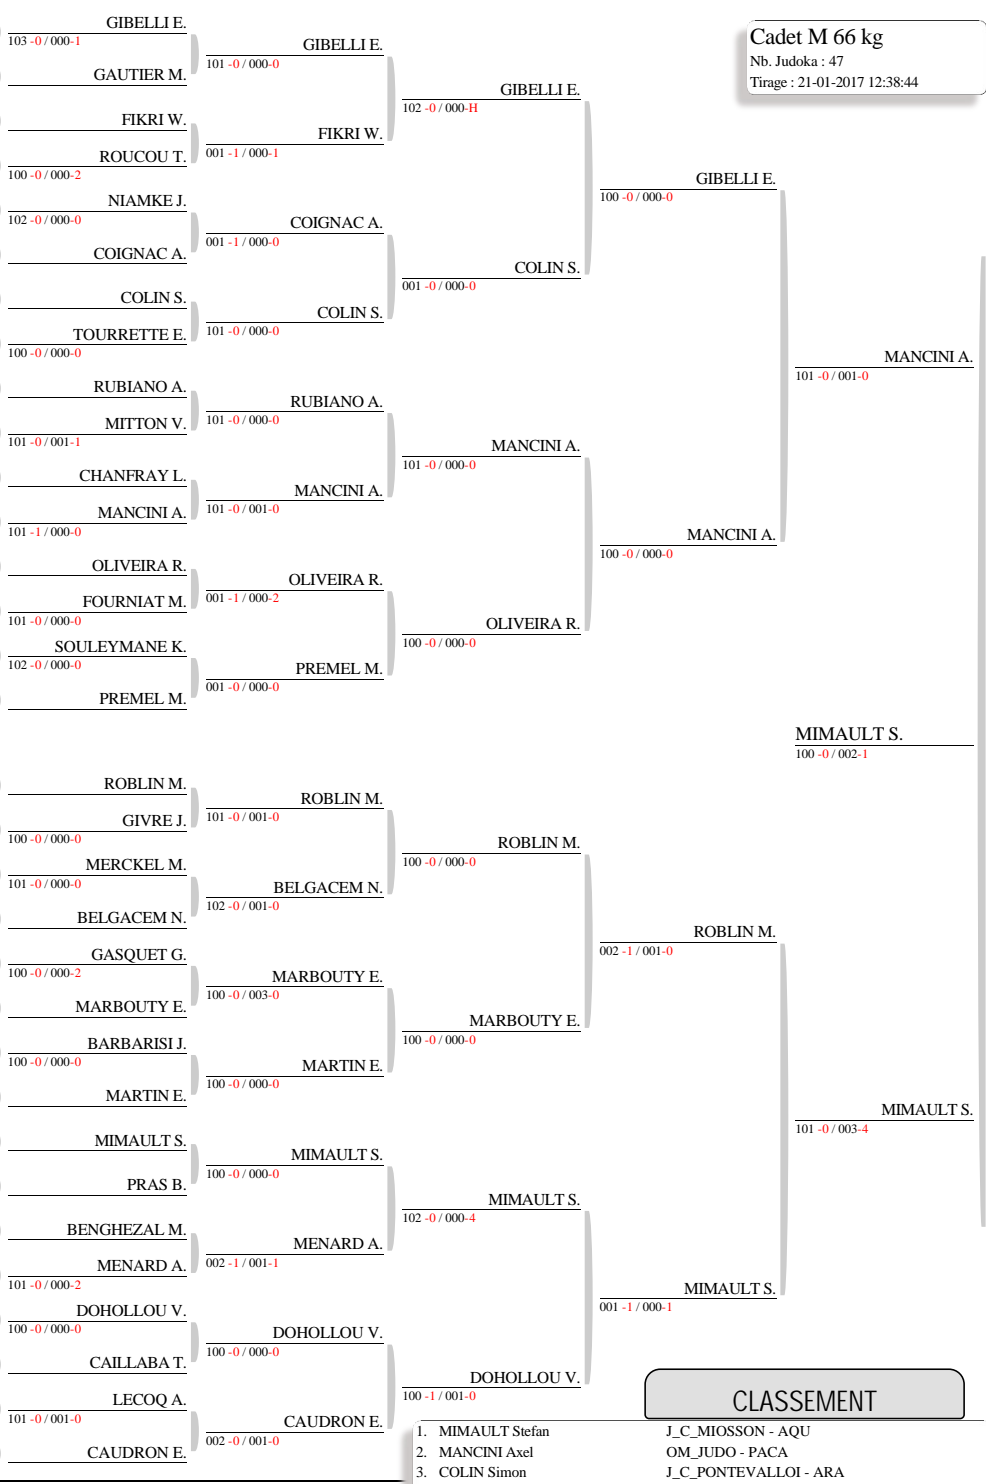 Cadet M 66 kg
Nb. Judoka : 47
Tirage : 21-01-2017 12:38:44
GIBELLI E.
103 -0 / 000-1
GAUTIER M.
FIKRI W.
ROUCOU T.
100 -0 / 000-2
NIAMKE J.
102 -0 / 000-0
COIGNAC A.
COLIN S.
TOURRETTE E.
100 -0 / 000-0
RUBIANO A.
MITTON V.
101 -0 / 001-1
CHANFRAY L.
MANCINI A.
101 -1 / 000-0
OLIVEIRA R.
FOURNIAT M.
101 -0 / 000-0
SOULEYMANE K.
102 -0 / 000-0
PREMEL M.
ROBLIN M.
GIVRE J.
100 -0 / 000-0
MERCKEL M.
101 -0 / 000-0
BELGACEM N.
GASQUET G.
100 -0 / 000-2
MARBOUTY E.
BARBARISI J.
100 -0 / 000-0
MARTIN E.
MIMAULT S.
PRAS B.
BENGHEZAL M.
MENARD A.
101 -0 / 000-2
DOHOLLOU V.
100 -0 / 000-0
CAILLABA T.
LECOQ A.
101 -0 / 001-0
CAUDRON E.
GIBELLI E.
101 -0 / 000-0
FIKRI W.
001 -1 / 000-1
COIGNAC A.
001 -1 / 000-0
COLIN S.
101 -0 / 000-0
RUBIANO A.
101 -0 / 000-0
MANCINI A.
101 -0 / 001-0
OLIVEIRA R.
001 -1 / 000-2
PREMEL M.
001 -0 / 000-0
ROBLIN M.
101 -0 / 001-0
BELGACEM N.
102 -0 / 001-0
MARBOUTY E.
100 -0 / 003-0
MARTIN E.
100 -0 / 000-0
MIMAULT S.
100 -0 / 000-0
MENARD A.
002 -1 / 001-1
DOHOLLOU V.
100 -0 / 000-0
CAUDRON E.
002 -0 / 001-0
GIBELLI E.
102 -0 / 000-H
COLIN S.
001 -0 / 000-0
MANCINI A.
101 -0 / 000-0
OLIVEIRA R.
100 -0 / 000-0
ROBLIN M.
100 -0 / 000-0
MARBOUTY E.
100 -0 / 000-0
MIMAULT S.
102 -0 / 000-4
DOHOLLOU V.
100 -1 / 001-0
GIBELLI E.
100 -0 / 000-0
MANCINI A.
100 -0 / 000-0
ROBLIN M.
002 -1 / 001-0
MIMAULT S.
001 -1 / 000-1
MANCINI A.
101 -0 / 001-0
MIMAULT S.
100 -0 / 002-1
MIMAULT S.
101 -0 / 003-4
CLASSEMENT
1. MIMAULT Stefan J_C_MIOSSON - AQU
2. MANCINI Axel OM_JUDO - PACA
3. COLIN Simon J_C_PONTEVALLOI - ARA